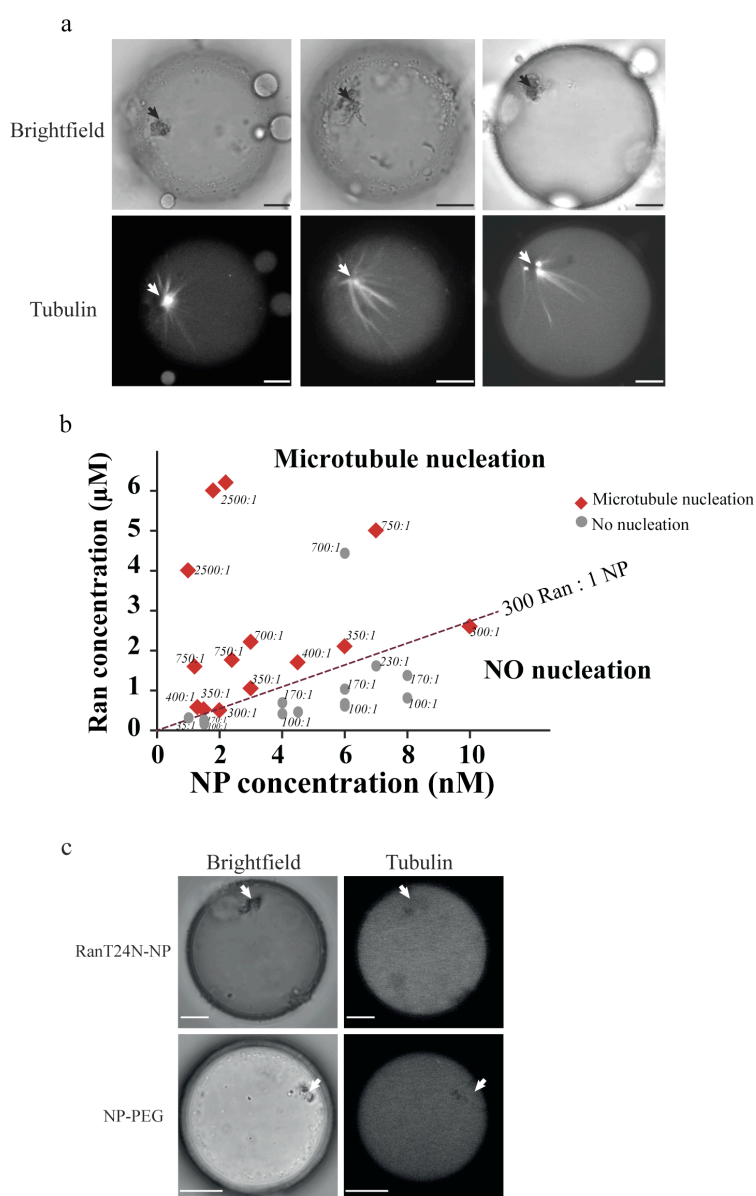 a
Brightfield
Tubulin
b
Microtubule nucleation
Ran concentration (µM)
6
5
4
3
2
1
0
2500:1
2500:1
700:1
750:1
750:1
750:1
700:1
400:1
350:1
400:1
350:1
350:1
300:1
300:1
170:1
100:1
170:1
100:1
230:1
170:1
100:1
35:1
300 Ran : 1 NP
NO nucleation
Microtubule nucleation
No nucleation
0
2
4
6
8
10
NP concentration (nM)
c
Brightfield
Tubulin
RanT24N-NP
NP-PEG